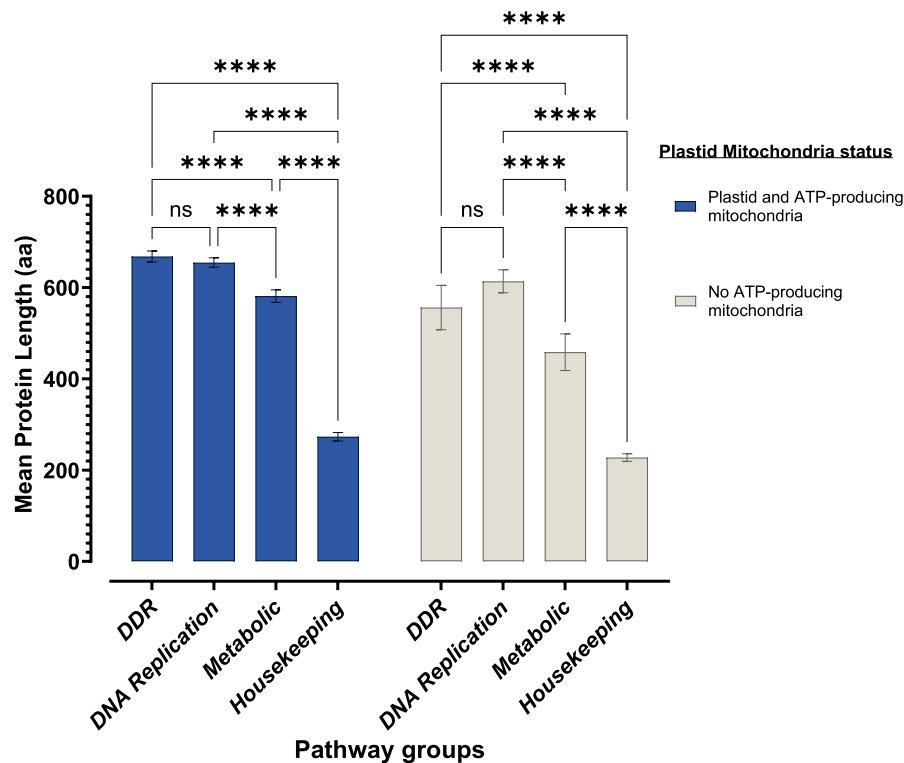 ****
****
****
****
****
****
****
****
****
****
ns
****
ns
****
Plastid Mitochondria status
Plastid and ATP-producing
mitochondria
No ATP-producing
mitochondria
Mean Protein Length (aa)
800
600
400
200
0
DDR
DNA Replication
Metabolic
Housekeeping
DDR
DNA Replication
Metabolic
Housekeeping
Pathway groups